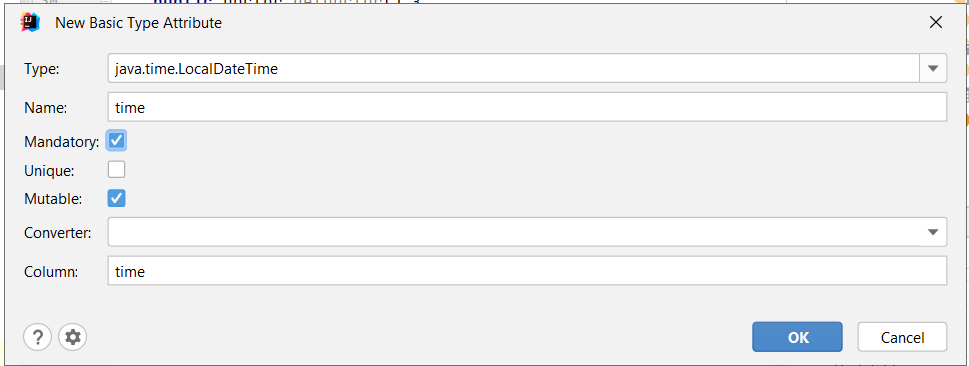 New Basic Type Attribute
Type: java.time.LocalDateTime
Name: time
Mandatory:
Unique:
Mutable:
Converter:
Column: time
? OK Cancel